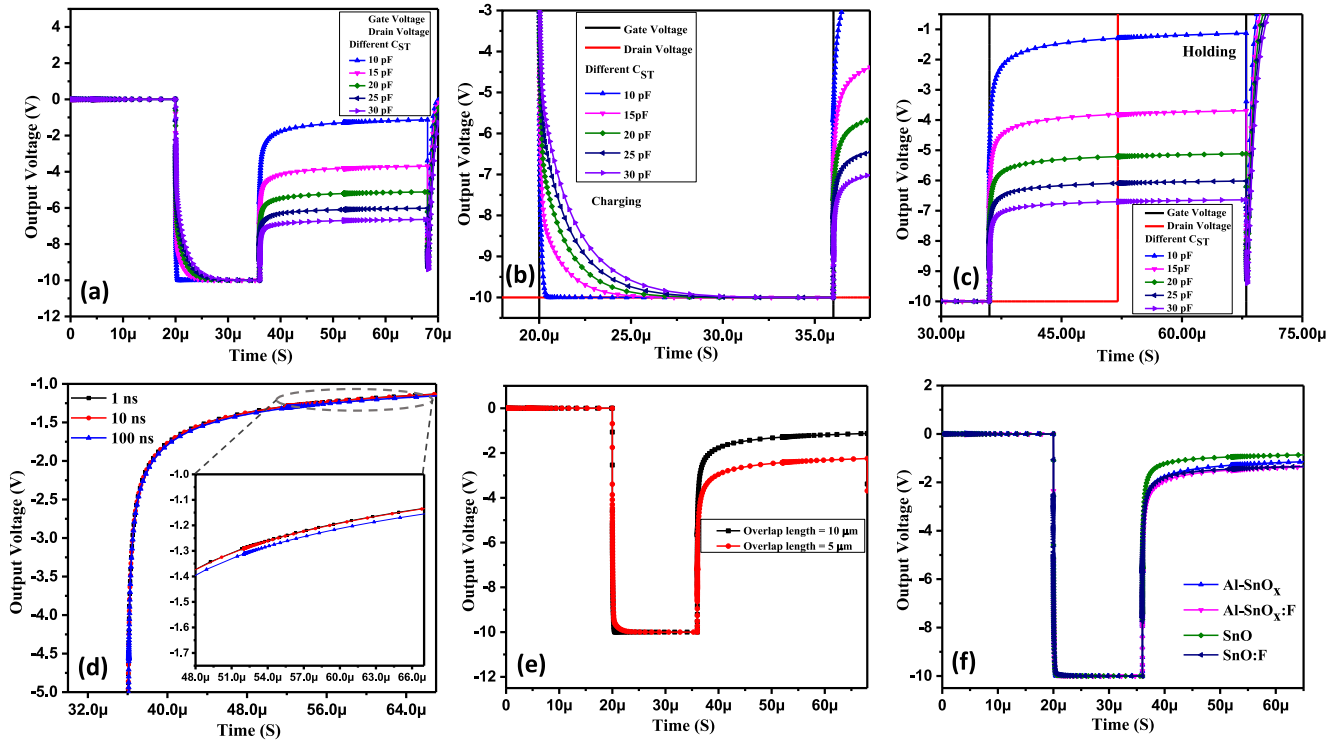 4
2
0
-2
-4
-6
-8
-10
-12
Output Voltage (V)
Gate Voltage
Drain Voltage
Different C_ST
10 pF
15 pF
20 pF
25 pF
30 pF
(a)
0 10µ 20µ 30µ 40µ 50µ 60µ 70µ
Time (S)
-3
-4
-5
-6
-7
-8
-9
-10
Output Voltage (V)
Gate Voltage
Drain Voltage
Different C_ST
10 pF
15pF
20 pF
25 pF
30 pF
Charging
(b)
20.0µ 25.0µ 30.0µ 35.0µ
Time (S)
-1
-2
-3
-4
-5
-6
-7
-8
-9
-10
Output Voltage (V)
Holding
Gate Voltage
Drain Voltage
Different C_ST
10 pF
15pF
20 pF
25 pF
30 pF
(c)
30.00µ 45.00µ 60.00µ 75.00µ
Time (S)
-1.0
-1.5
-2.0
-2.5
-3.0
-3.5
-4.0
-4.5
-5.0
Output Voltage (V)
1 ns
10 ns
100 ns
-1.0
-1.1
-1.2
-1.3
-1.4
-1.5
-1.6
-1.7
48.0µ 51.0µ 54.0µ 57.0µ 60.0µ 63.0µ 66.0µ
(d)
32.0µ 40.0µ 48.0µ 56.0µ 64.0µ
Time (S)
0
-2
-4
-6
-8
-10
-12
Output Voltage (V)
Overlap length = 10 µm
Overlap length = 5 µm
(e)
0 10µ 20µ 30µ 40µ 50µ 60µ
Time (S)
2
0
-2
-4
-6
-8
-10
Output Voltage (V)
Al-SnOₓ
Al-SnOₓ:F
SnO
SnO:F
(f)
0 10µ 20µ 30µ 40µ 50µ 60µ
Time (S)